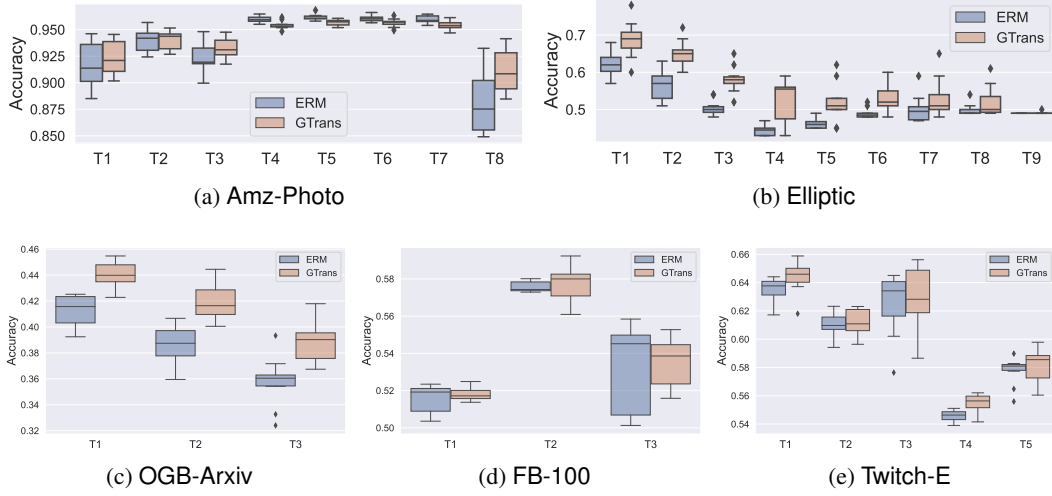 Accuracy
0.950
0.925
0.900
0.875
0.850
ERM
GTrans
T1 T2 T3 T4 T5 T6 T7 T8
(a) Amz-Photo
Accuracy
0.7
0.6
0.5
ERM
GTrans
T1 T2 T3 T4 T5 T6 T7 T8 T9
(b) Elliptic
Accuracy
0.46
0.44
0.42
0.40
0.38
0.36
0.34
0.32
ERM
GTrans
T1 T2 T3
(c) OGB-Arxiv
Accuracy
0.58
0.56
0.54
0.52
0.50
ERM
GTrans
T1 T2 T3
(d) FB-100
Accuracy
0.66
0.64
0.62
0.60
0.58
0.56
0.54
ERM
GTrans
T1 T2 T3 T4 T5
(e) Twitch-E